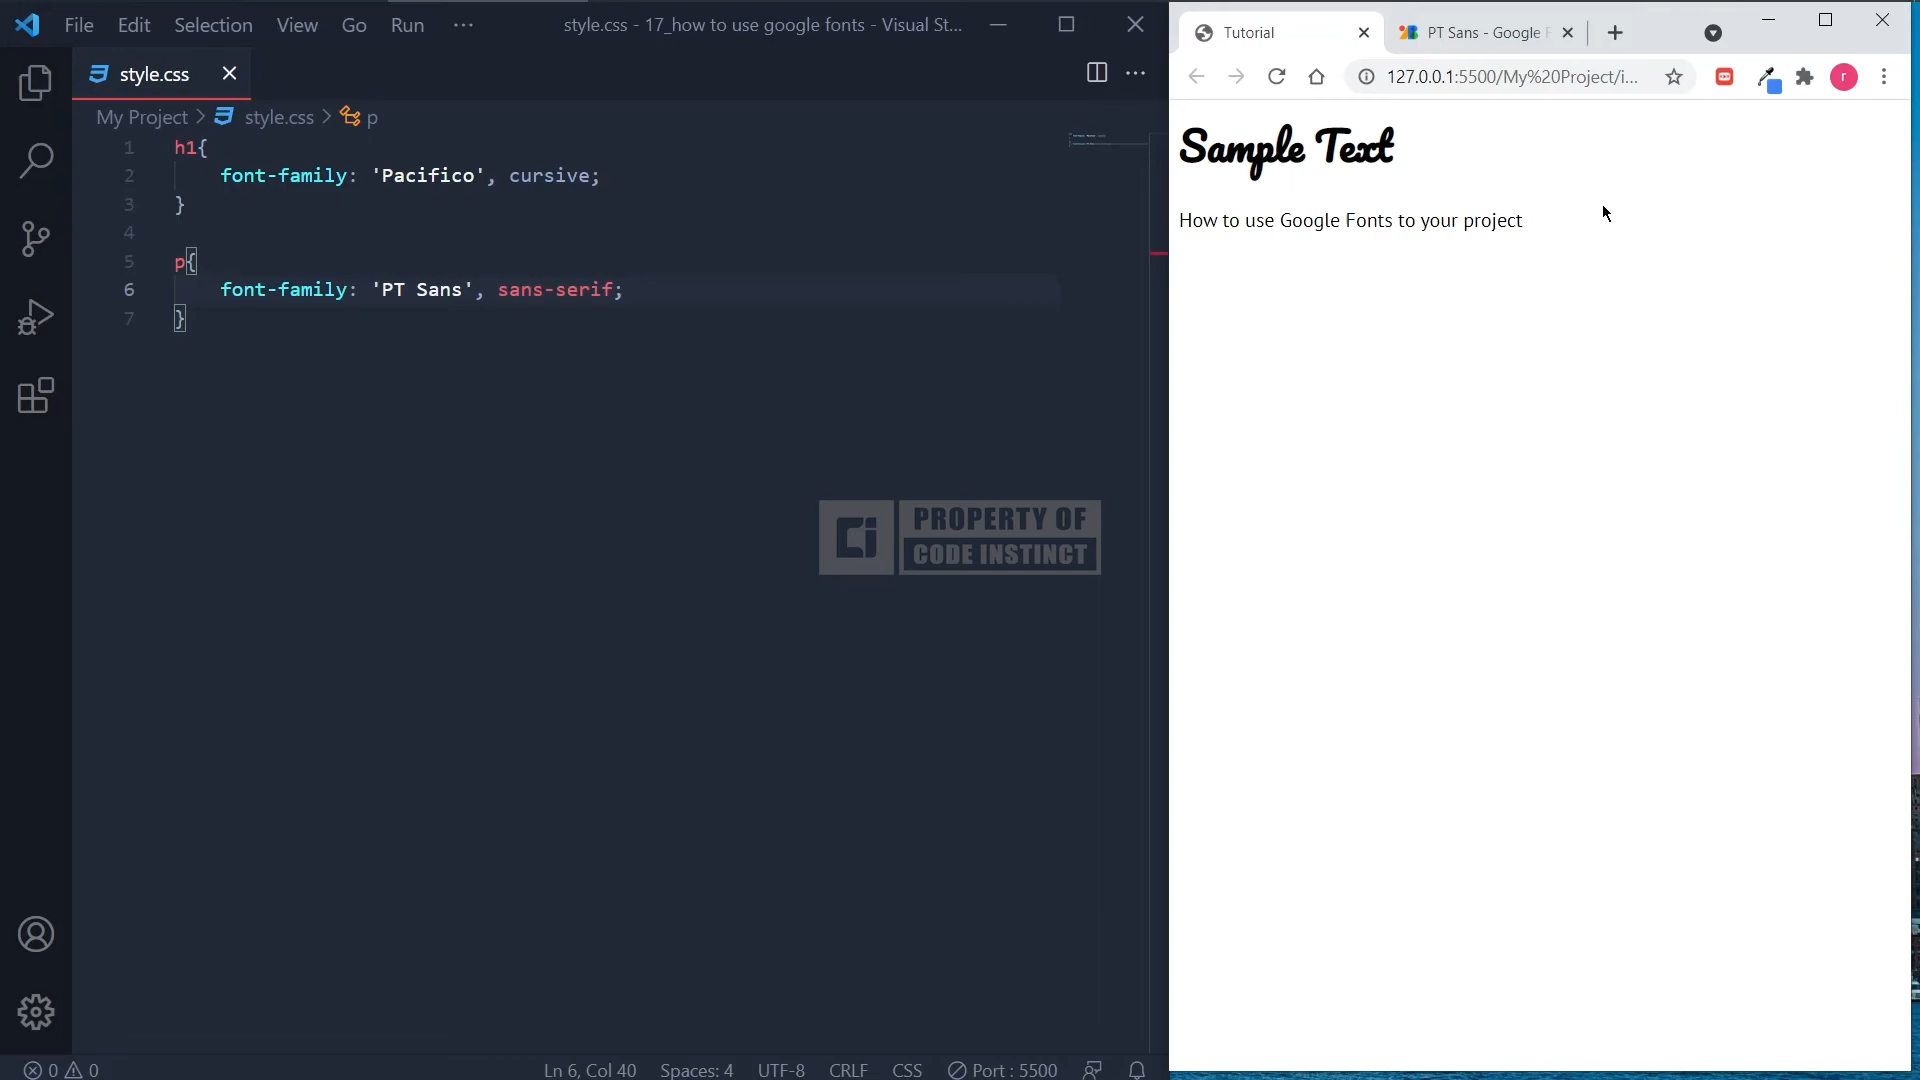 File Edit Selection View Go Run ··· style.css - 17_how to use google fonts - Visual St...
style.css
My Project > style.css > p
1 h1{
2 font-family: 'Pacifico', cursive;
3 }
4
5 p{
6 font-family: 'PT Sans', sans-serif;
7 }
PROPERTY OF
CODE INSTINCT
0 0 Ln 6, Col 40 Spaces: 4 UTF-8 CRLF CSS Port : 5500
Tutorial PT Sans - Google F
127.0.0.1:5500/My%20Project/i... r
Sample Text
How to use Google Fonts to your project